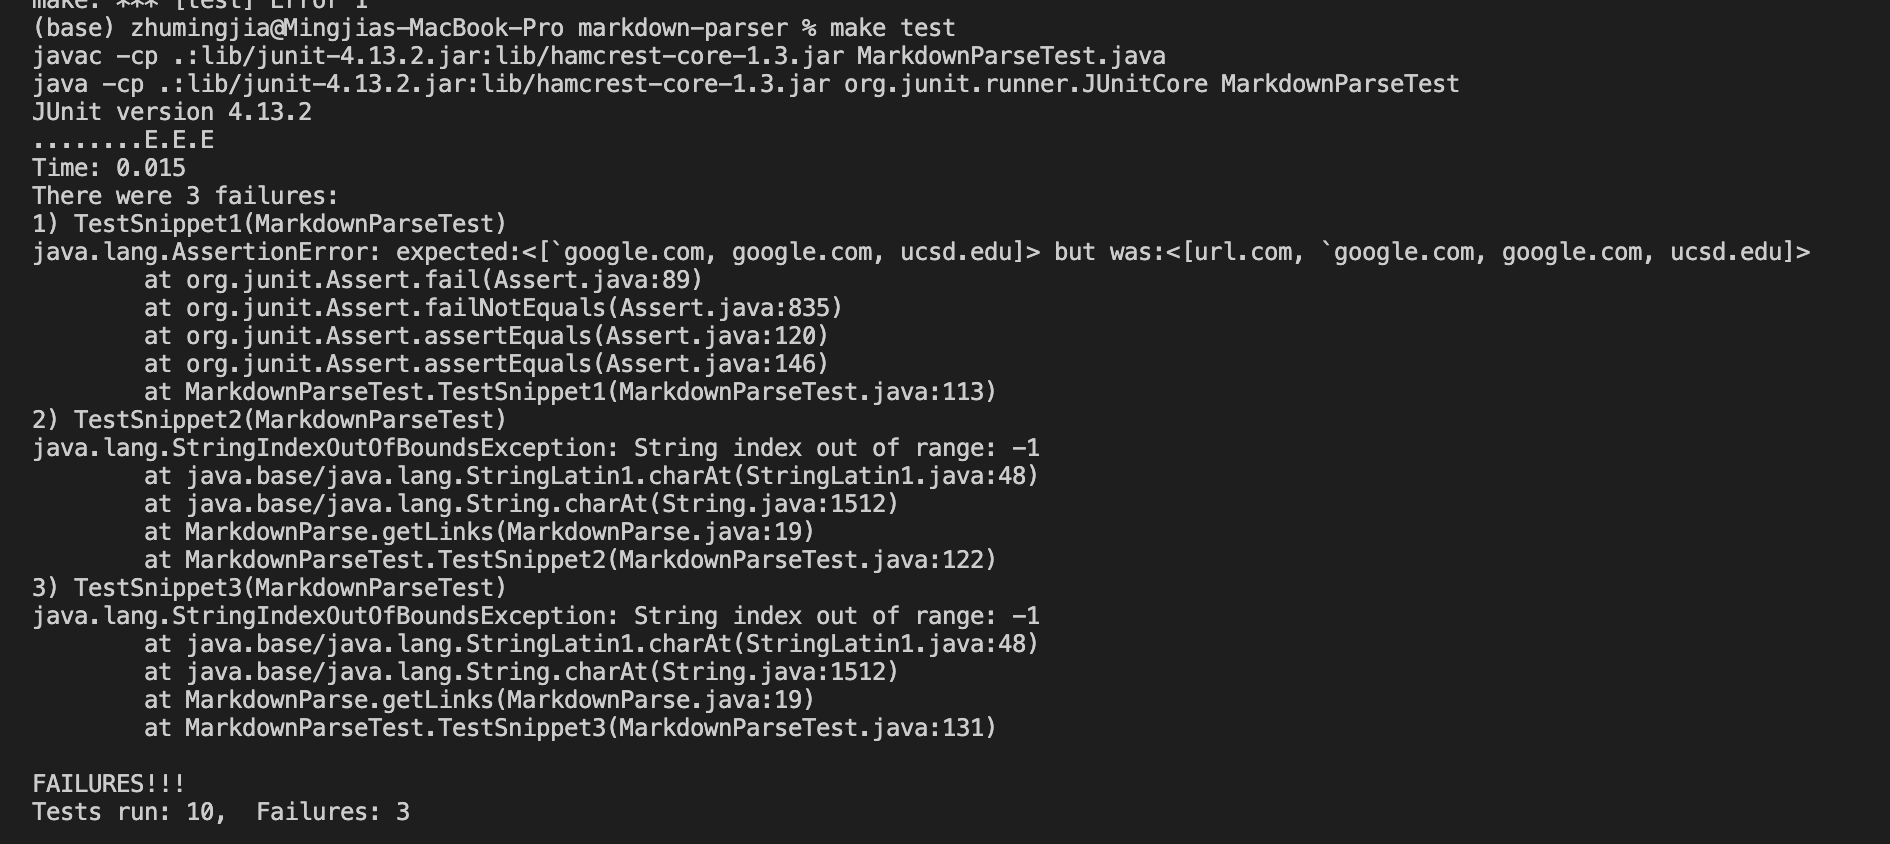 make: *** [test] Error 1
(base) zhumingjia@Mingjias-MacBook-Pro markdown-parser % make test
javac -cp .:lib/junit-4.13.2.jar:lib/hamcrest-core-1.3.jar MarkdownParseTest.java
java -cp .:lib/junit-4.13.2.jar:lib/hamcrest-core-1.3.jar org.junit.runner.JUnitCore MarkdownParseTest
JUnit version 4.13.2
........E.E.E
Time: 0.015
There were 3 failures:
1) TestSnippet1(MarkdownParseTest)
java.lang.AssertionError: expected:<[`google.com, google.com, ucsd.edu]> but was:<[url.com, `google.com, google.com, ucsd.edu]>
        at org.junit.Assert.fail(Assert.java:89)
        at org.junit.Assert.failNotEquals(Assert.java:835)
        at org.junit.Assert.assertEquals(Assert.java:120)
        at org.junit.Assert.assertEquals(Assert.java:146)
        at MarkdownParseTest.TestSnippet1(MarkdownParseTest.java:113)
2) TestSnippet2(MarkdownParseTest)
java.lang.StringIndexOutOfBoundsException: String index out of range: -1
        at java.base/java.lang.StringLatin1.charAt(StringLatin1.java:48)
        at java.base/java.lang.String.charAt(String.java:1512)
        at MarkdownParse.getLinks(MarkdownParse.java:19)
        at MarkdownParseTest.TestSnippet2(MarkdownParseTest.java:122)
3) TestSnippet3(MarkdownParseTest)
java.lang.StringIndexOutOfBoundsException: String index out of range: -1
        at java.base/java.lang.StringLatin1.charAt(StringLatin1.java:48)
        at java.base/java.lang.String.charAt(String.java:1512)
        at MarkdownParse.getLinks(MarkdownParse.java:19)
        at MarkdownParseTest.TestSnippet3(MarkdownParseTest.java:131)

FAILURES!!!
Tests run: 10,  Failures: 3